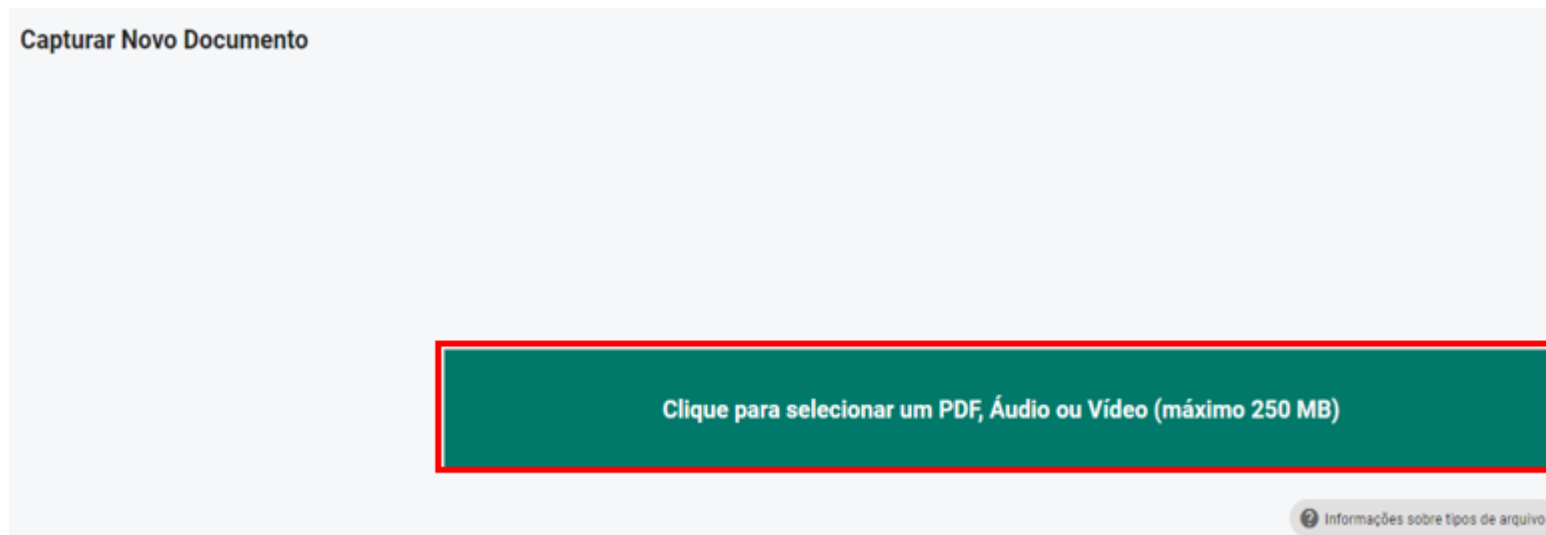 Capturar Novo Documento
Clique para selecionar um PDF, Áudio ou Vídeo (máximo 250 MB)
Informações sobre tipos de arquivo